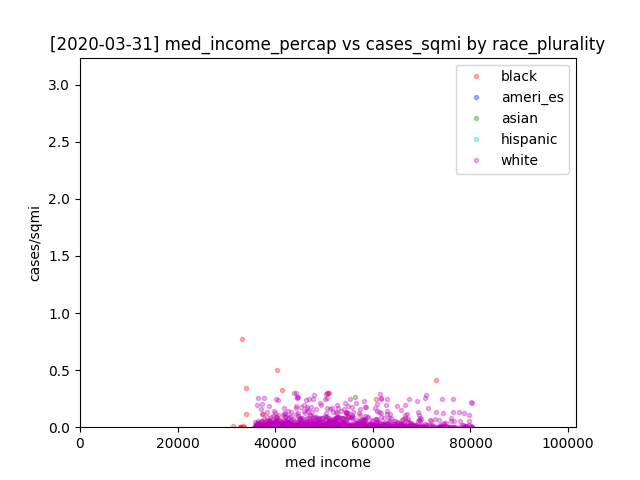 [2020-03-31] med_income_percap vs cases_sqmi by race_plurality
black
ameri_es
asian
hispanic
white
3.0
2.5
2.0
1.5
1.0
0.5
0.0
cases/sqmi
0 20000 40000 60000 80000 100000
med income